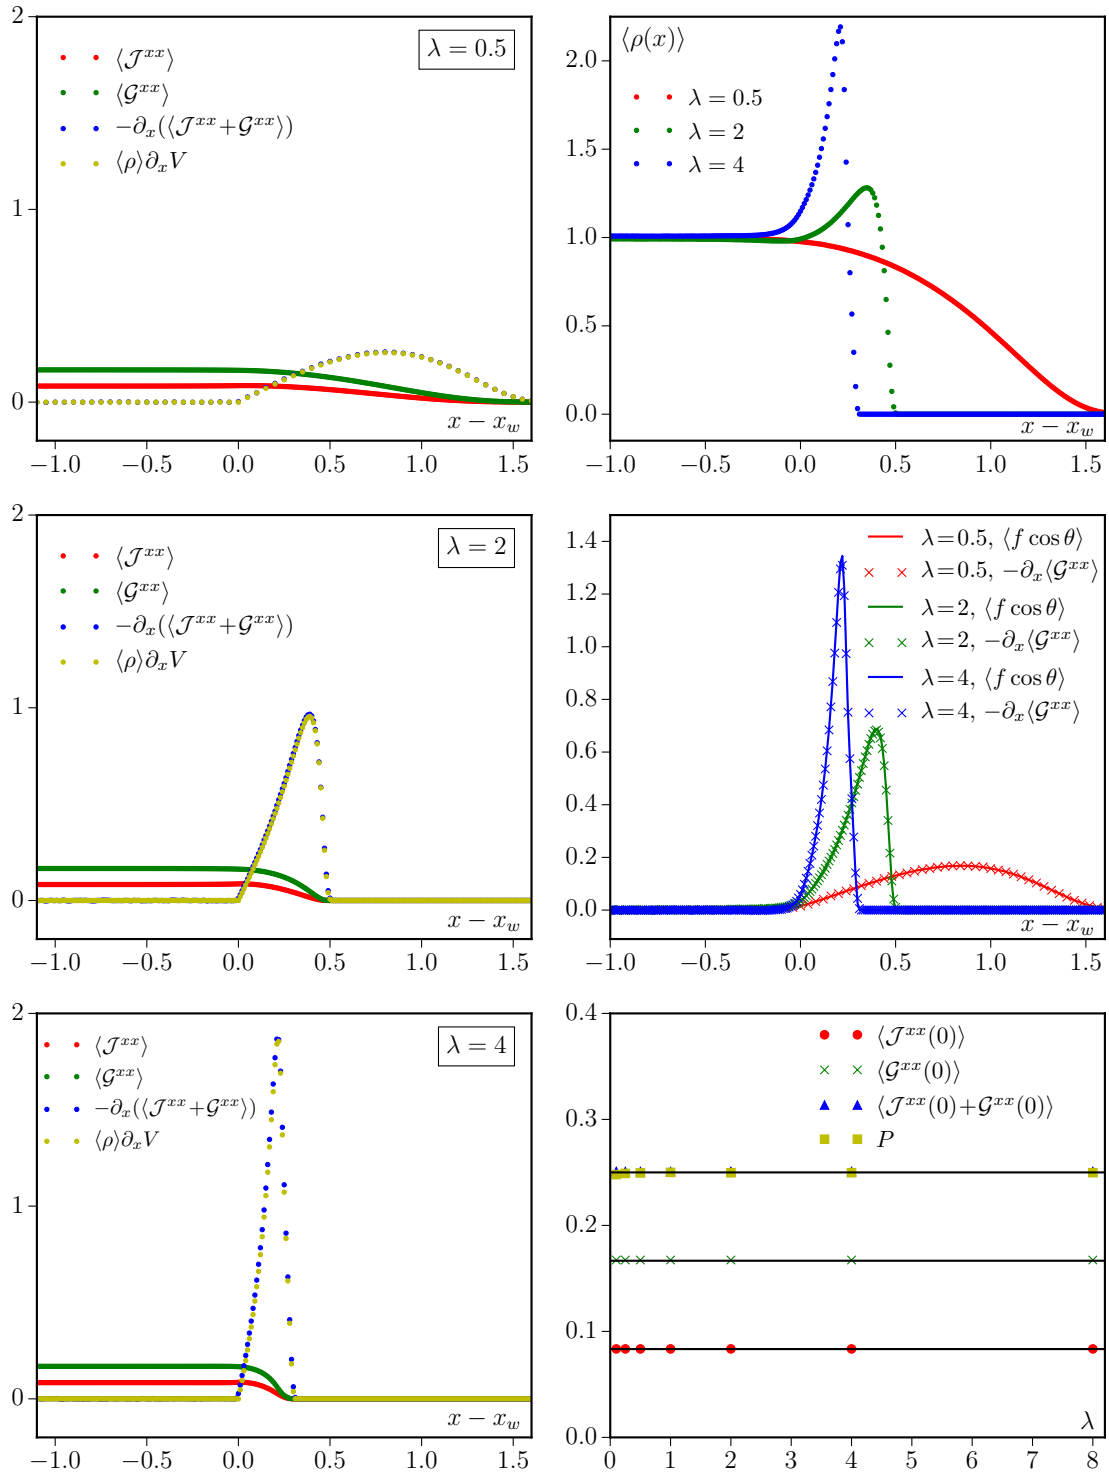 2
1
0
−1.0 −0.5 0.0 0.5 1.0 1.5
x − x_w
λ = 0.5
⟨𝒥^{xx}⟩
⟨𝒢^{xx}⟩
−∂_x(⟨𝒥^{xx}+𝒢^{xx}⟩)
⟨ρ⟩∂_xV
⟨ρ(x)⟩
λ = 0.5
λ = 2
λ = 4
2.0
1.5
1.0
0.5
0.0
x − x_w
−1.0 −0.5 0.0 0.5 1.0 1.5
2
1
0
λ = 2
⟨𝒥^{xx}⟩
⟨𝒢^{xx}⟩
−∂_x(⟨𝒥^{xx}+𝒢^{xx}⟩)
⟨ρ⟩∂_xV
x − x_w
−1.0 −0.5 0.0 0.5 1.0 1.5
1.4
1.2
1.0
0.8
0.6
0.4
0.2
0.0
λ=0.5, ⟨f cos θ⟩
λ=0.5, −∂_x⟨𝒢^{xx}⟩
λ=2, ⟨f cos θ⟩
λ=2, −∂_x⟨𝒢^{xx}⟩
λ=4, ⟨f cos θ⟩
λ=4, −∂_x⟨𝒢^{xx}⟩
x − x_w
−1.0 −0.5 0.0 0.5 1.0 1.5
2
1
0
λ = 4
⟨𝒥^{xx}⟩
⟨𝒢^{xx}⟩
−∂_x(⟨𝒥^{xx}+𝒢^{xx}⟩)
⟨ρ⟩∂_xV
x − x_w
−1.0 −0.5 0.0 0.5 1.0 1.5
0.4
0.3
0.2
0.1
0.0
⟨𝒥^{xx}(0)⟩
⟨𝒢^{xx}(0)⟩
⟨𝒥^{xx}(0)+𝒢^{xx}(0)⟩
P
λ
0 1 2 3 4 5 6 7 8